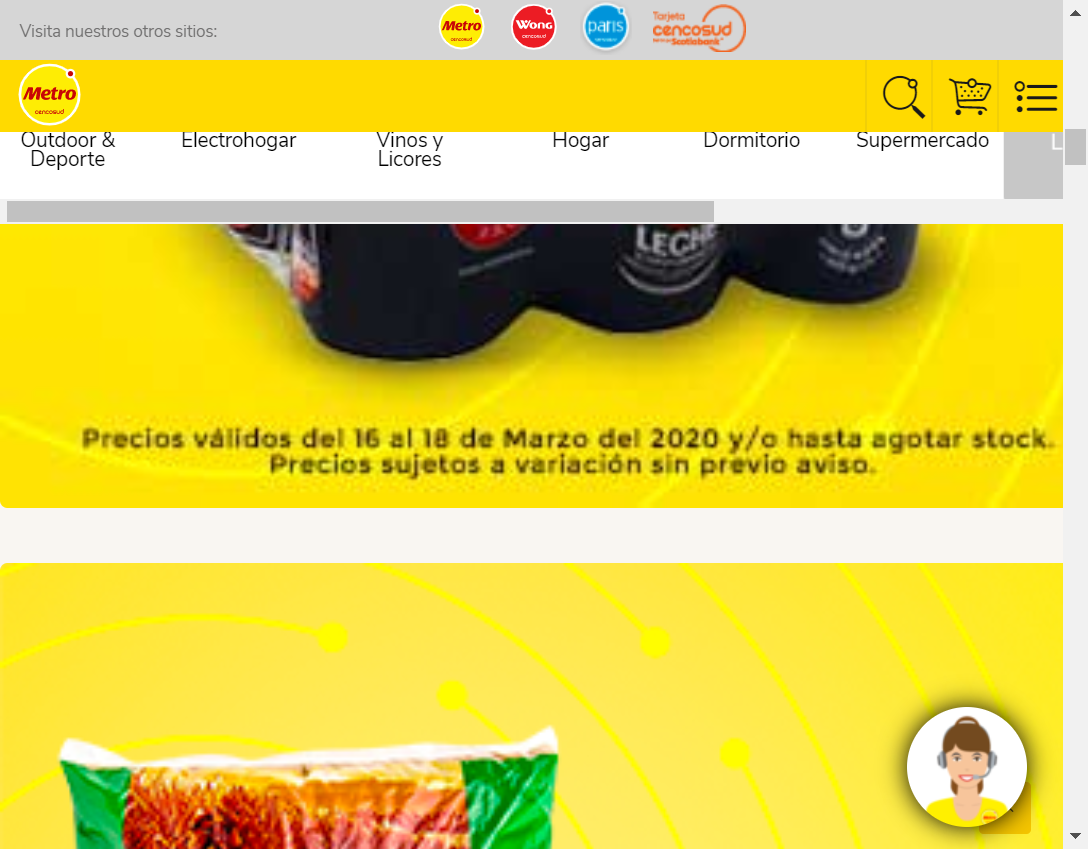 Visita nuestros otros sitios:
Metro
cencosud
Wong
cencosud
paris
Tarjeta
cencosud
Scotiabank
Metro
cencosud
Outdoor &
Deporte
Electrohogar
Vinos y
Licores
Hogar
Dormitorio
Supermercado
L
LECHE
Precios válidos del 16 al 18 de Marzo del 2020 y/o hasta agotar stock.
Precios sujetos a variación sin previo aviso.